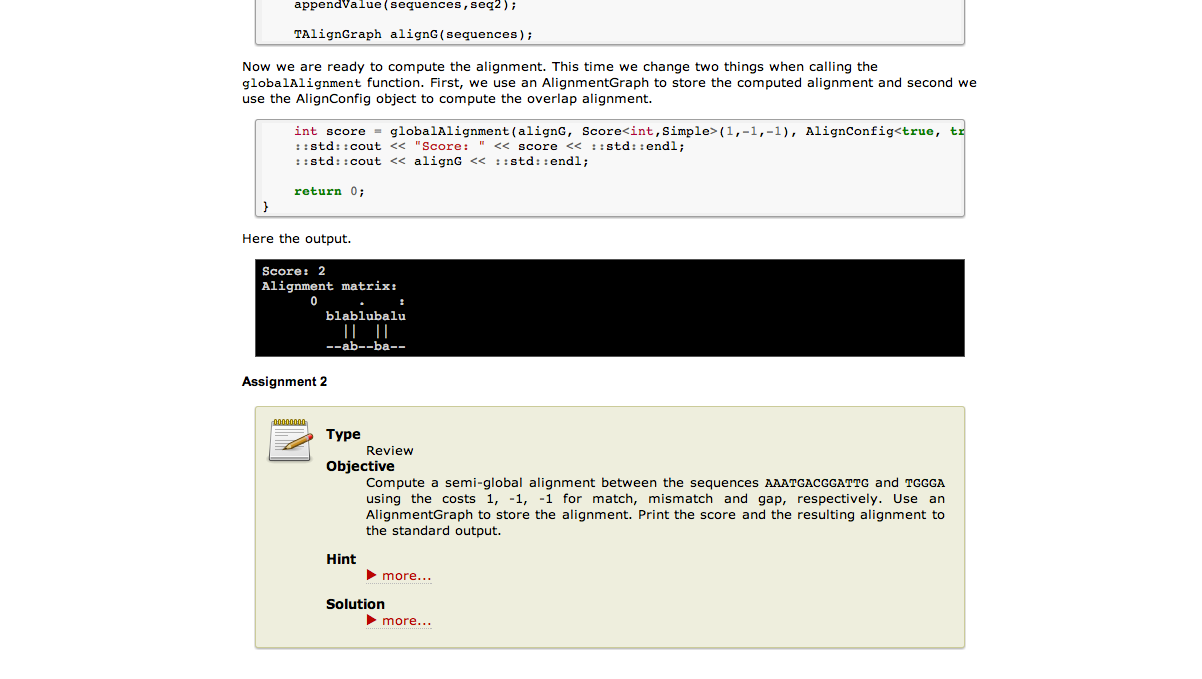 appendValue(sequences,seq2);
TAlignGraph alignG(sequences);
Now we are ready to compute the alignment. This time we change two things when calling the
globalAlignment function. First, we use an AlignmentGraph to store the computed alignment and second we
use the AlignConfig object to compute the overlap alignment.
int score = globalAlignment(alignG, Score<int,Simple>(1,-1,-1), AlignConfig<true, tr
::std::cout << "Score: " << score << ::std::endl;
::std::cout << alignG << ::std::endl;
return 0;
}
Here the output.
Score: 2
Alignment matrix:
0     .    :
blablubalu
||  ||
--ab--ba--
Assignment 2
Type
Review
Objective
Compute a semi-global alignment between the sequences AAATGACGGATTG and TGGGA
using the costs 1, -1, -1 for match, mismatch and gap, respectively. Use an
AlignmentGraph to store the alignment. Print the score and the resulting alignment to
the standard output.
Hint
▶ more...
Solution
▶ more...